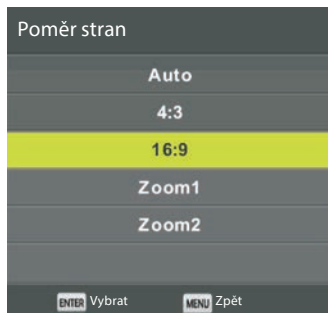 Poměr stran
Auto
4:3
16:9
Zoom1
Zoom2
ENTER Vybrat MENU Zpět